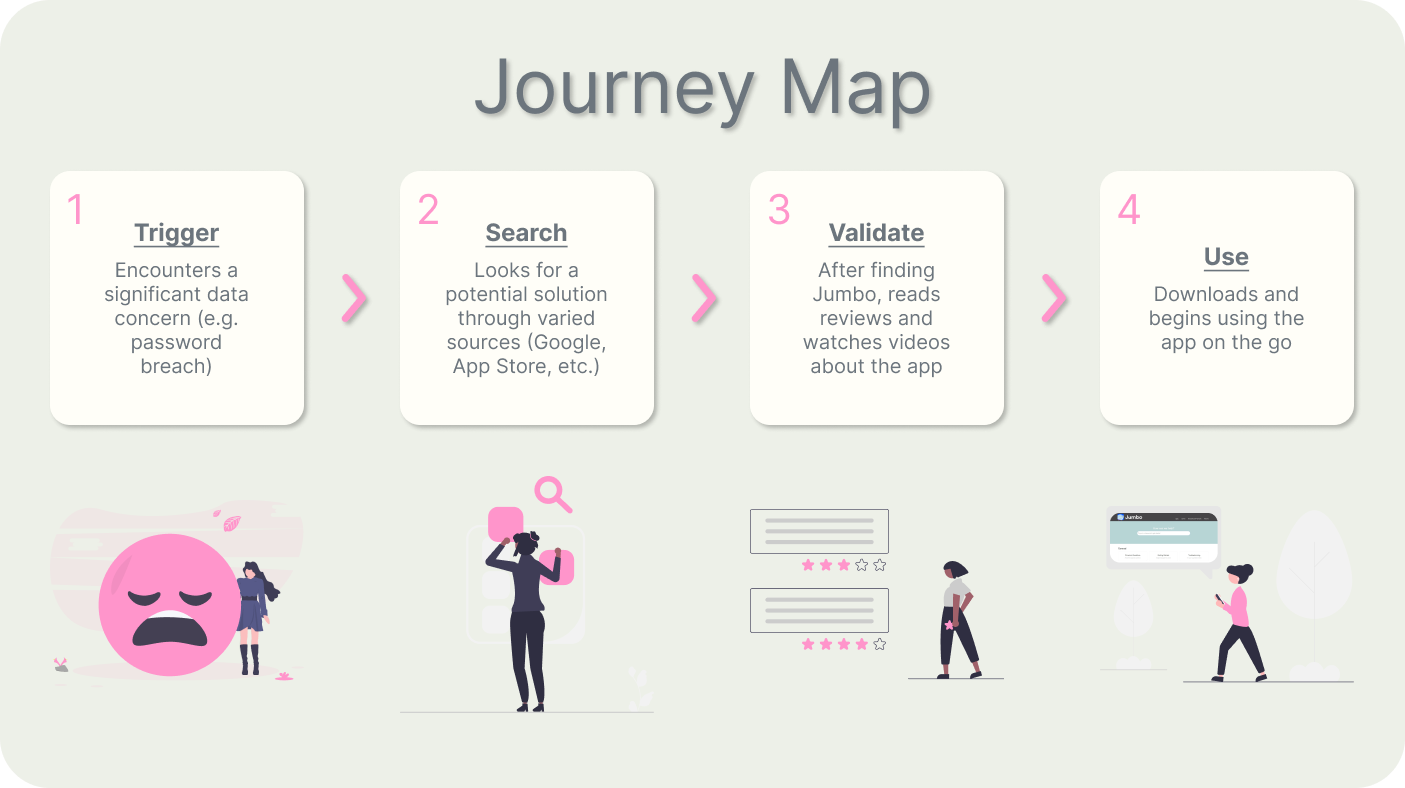 Journey Map
1
Trigger
Encounters a
significant data
concern (e.g.
password
breach)
2
Search
Looks for a
potential solution
through varied
sources (Google,
App Store, etc.)
3
Validate
After finding
Jumbo, reads
reviews and
watches videos
about the app
4
Use
Downloads and
begins using the
app on the go
Jumbo